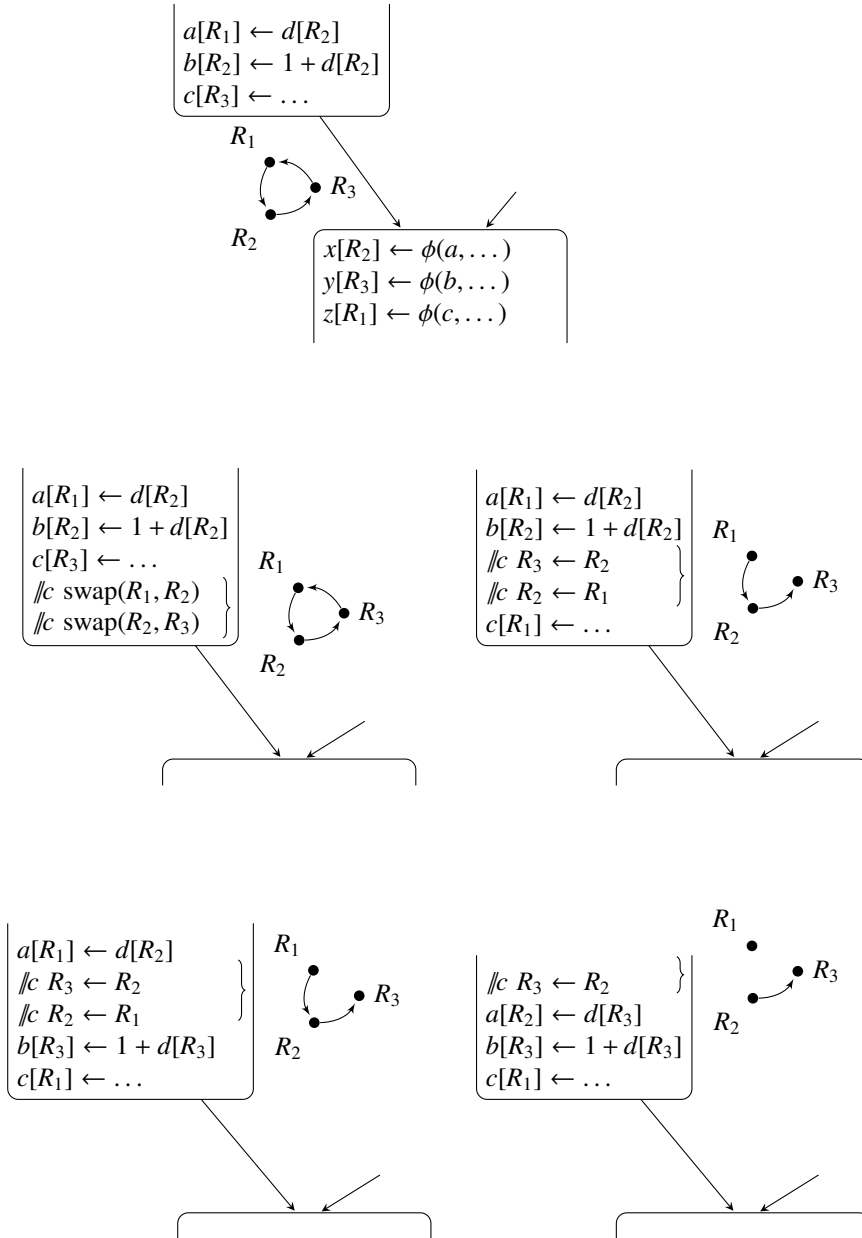 a[R₁] ← d[R₂]
b[R₂] ← 1 + d[R₂]
c[R₃] ← . . .
R₁
R₃
R₂
x[R₂] ← ϕ(a, . . . )
y[R₃] ← ϕ(b, . . . )
z[R₁] ← ϕ(c, . . . )
a[R₁] ← d[R₂]
b[R₂] ← 1 + d[R₂]
c[R₃] ← . . .
//c swap(R₁, R₂)
//c swap(R₂, R₃)
R₁
R₃
R₂
a[R₁] ← d[R₂]
b[R₂] ← 1 + d[R₂]
//c R₃ ← R₂
//c R₂ ← R₁
c[R₁] ← . . .
R₁
R₃
R₂
a[R₁] ← d[R₂]
//c R₃ ← R₂
//c R₂ ← R₁
b[R₃] ← 1 + d[R₃]
c[R₁] ← . . .
R₁
R₃
R₂
//c R₃ ← R₂
a[R₂] ← d[R₃]
b[R₃] ← 1 + d[R₃]
c[R₁] ← . . .
R₁
R₃
R₂